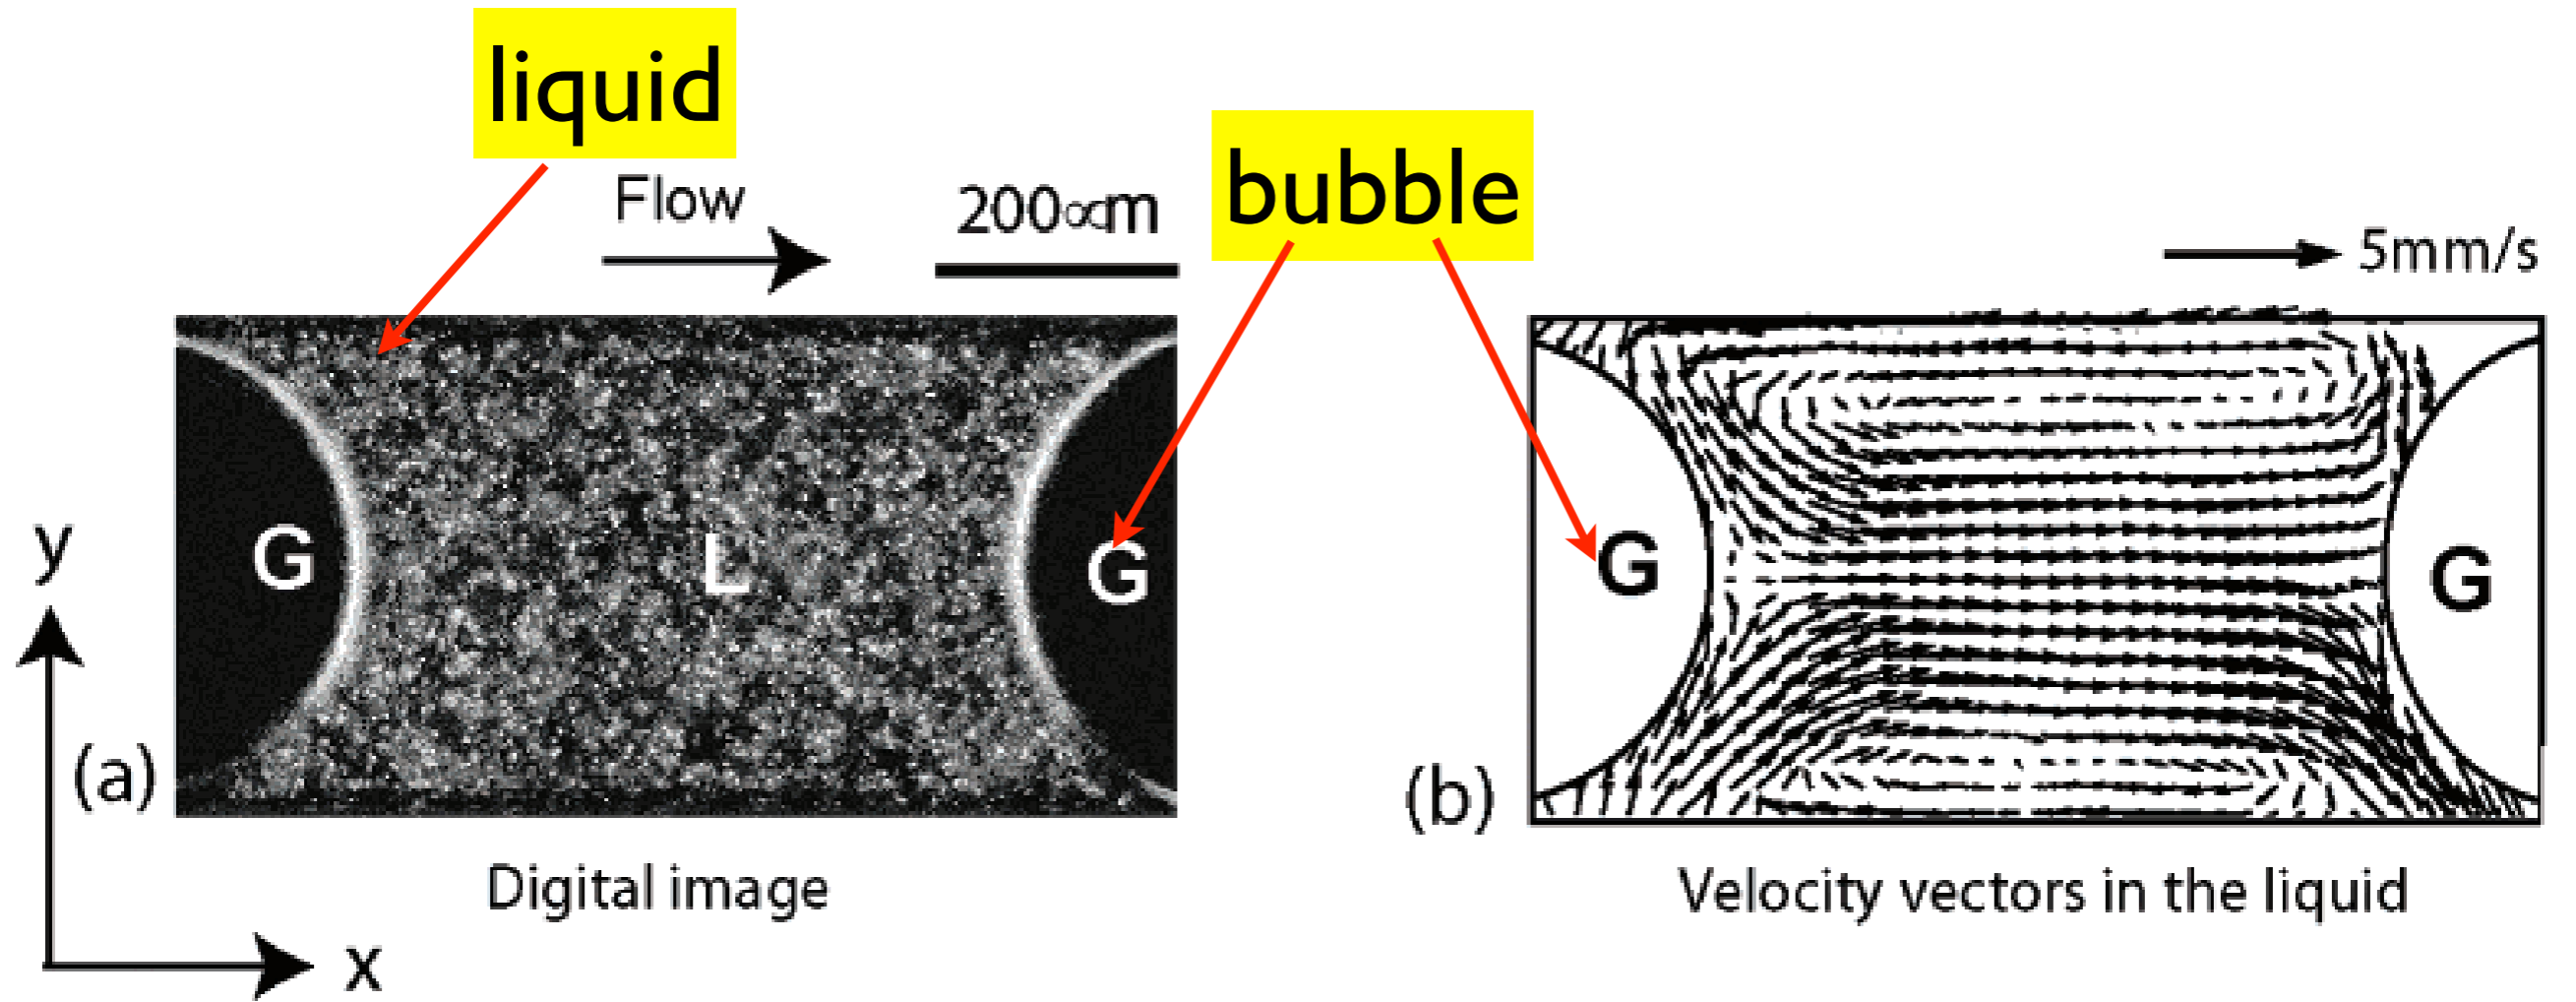 liquid
Flow
200∝m
bubble
5mm/s
G
L
G
G
G
y
(a)
(b)
Digital image
Velocity vectors in the liquid
x